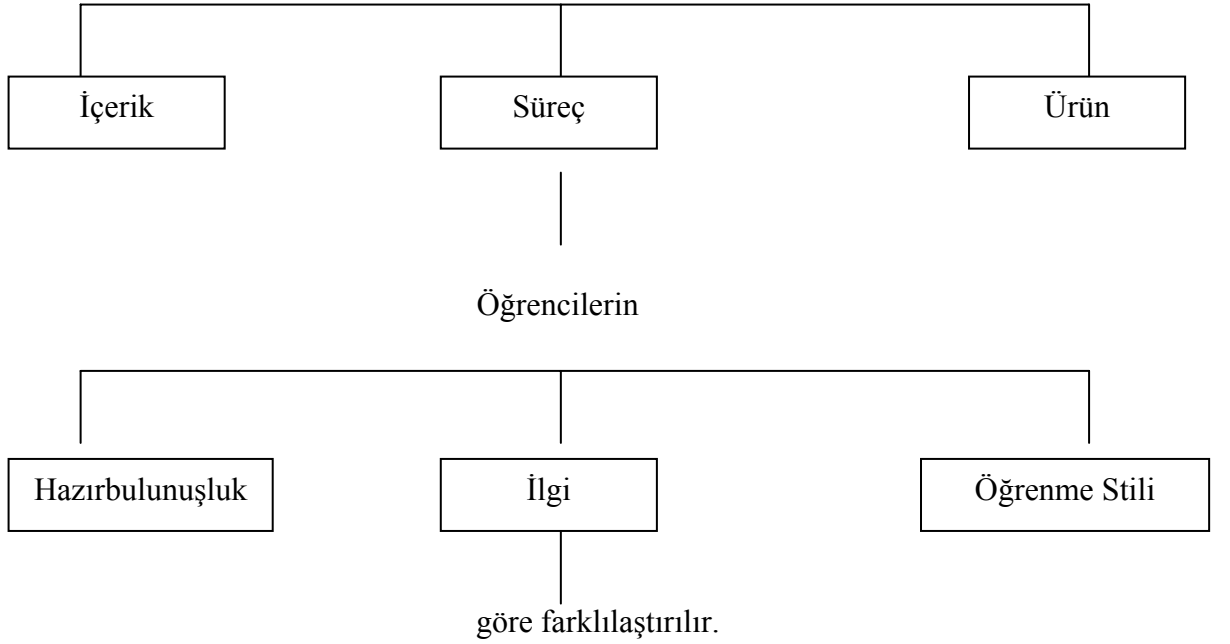 İçerik
Süreç
Ürün
Öğrencilerin
Hazırbulunuşluk
İlgi
Öğrenme Stili
göre farklılaştırılır.